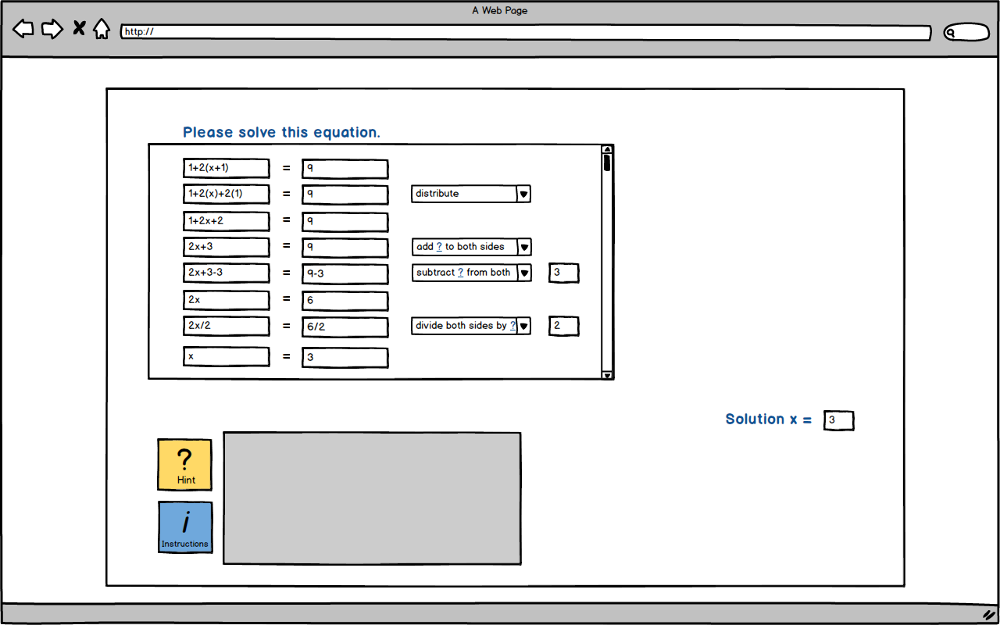 A Web Page
http://
Please solve this equation.
1+2(x+1) = 9
1+2(x)+2(1) = 9 distribute
1+2x+2 = 9
2x+3 = 9 add ? to both sides
2x+3-3 = 9-3 subtract ? from both 3
2x = 6
2x/2 = 6/2 divide both sides by ? 2
x = 3
Solution x = 3
?
Hint
i
Instructions